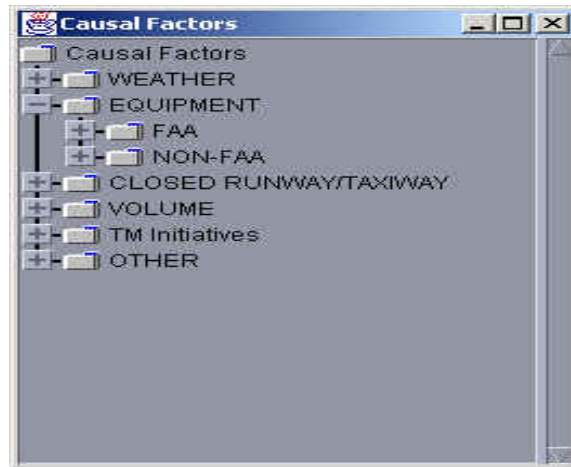 Causal Factors
Causal Factors
WEATHER
EQUIPMENT
FAA
NON-FAA
CLOSED RUNWAY/TAXIWAY
VOLUME
TM Initiatives
OTHER